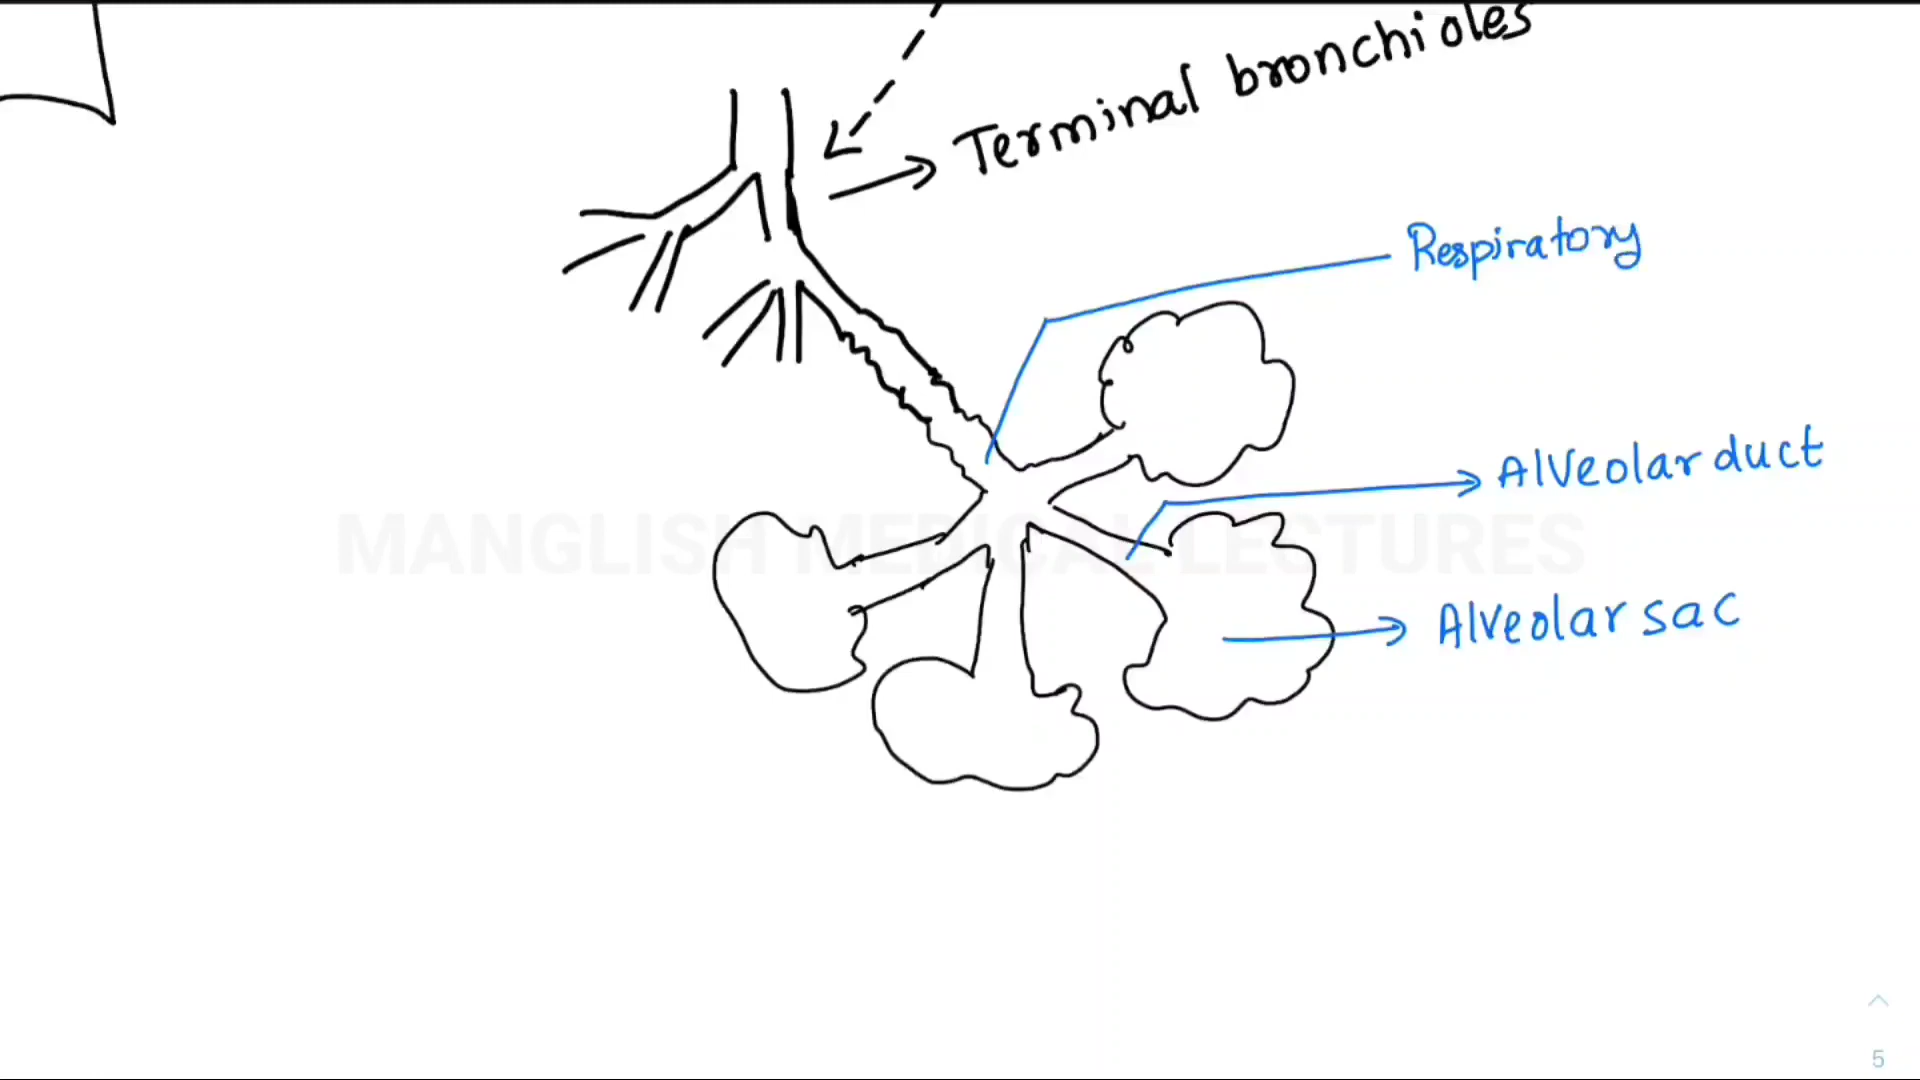 Terminal bronchioles
Respiratory
Alveolar duct
MANGLISH MEDICAL LECTURES
Alveolar sac
5